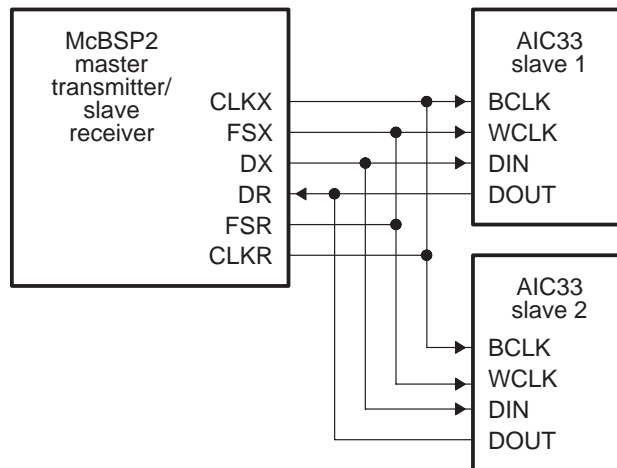 McBSP2
master
transmitter/
slave
receiver
CLKX
FSX
DX
DR
FSR
CLKR
AIC33
slave 1
BCLK
WCLK
DIN
DOUT
AIC33
slave 2
BCLK
WCLK
DIN
DOUT